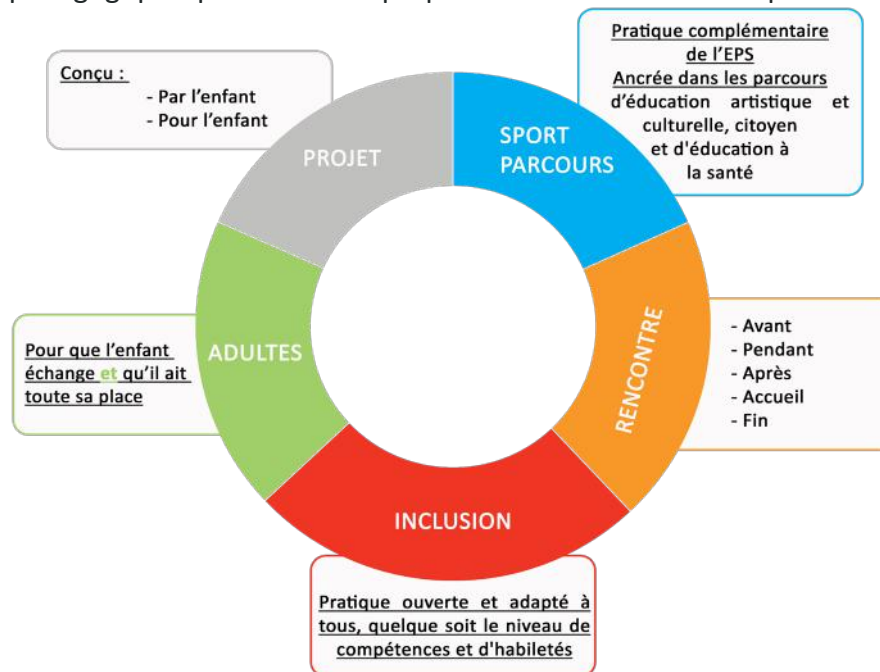 Conçu :
- Par l'enfant
- Pour l'enfant
PROJET
SPORT
PARCOURS
Pratique complémentaire
de l'EPS
Ancrée dans les parcours
d'éducation artistique et
culturelle, citoyen
et d'éducation à
la santé
ADULTES
Pour que l'enfant
échange et qu'il ait
toute sa place
RENCONTRE
- Avant
- Pendant
- Après
- Accueil
- Fin
INCLUSION
Pratique ouverte et adapté à
tous, quelque soit le niveau de
compétences et d'habiletés